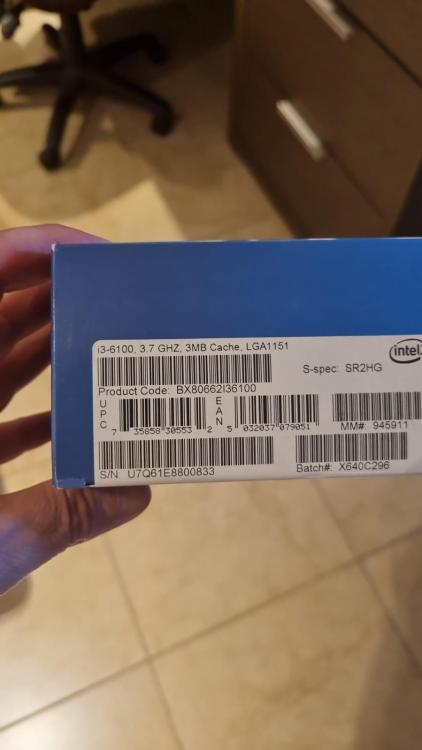 i3-6100, 3.7 GHZ, 3MB Cache, LGA1151
intel
S-spec: SR2HG
Product Code: BX80662I36100
UPC
7 35858 30553 2
EAN
5 032037 079051
MM#: 945911
S/N: U7Q61E8800833
Batch#: X640C296